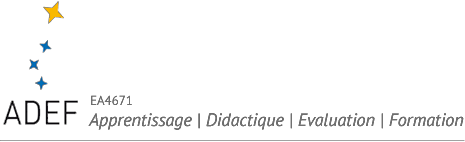 EA4671
ADEF Apprentissage | Didactique | Evaluation | Formation